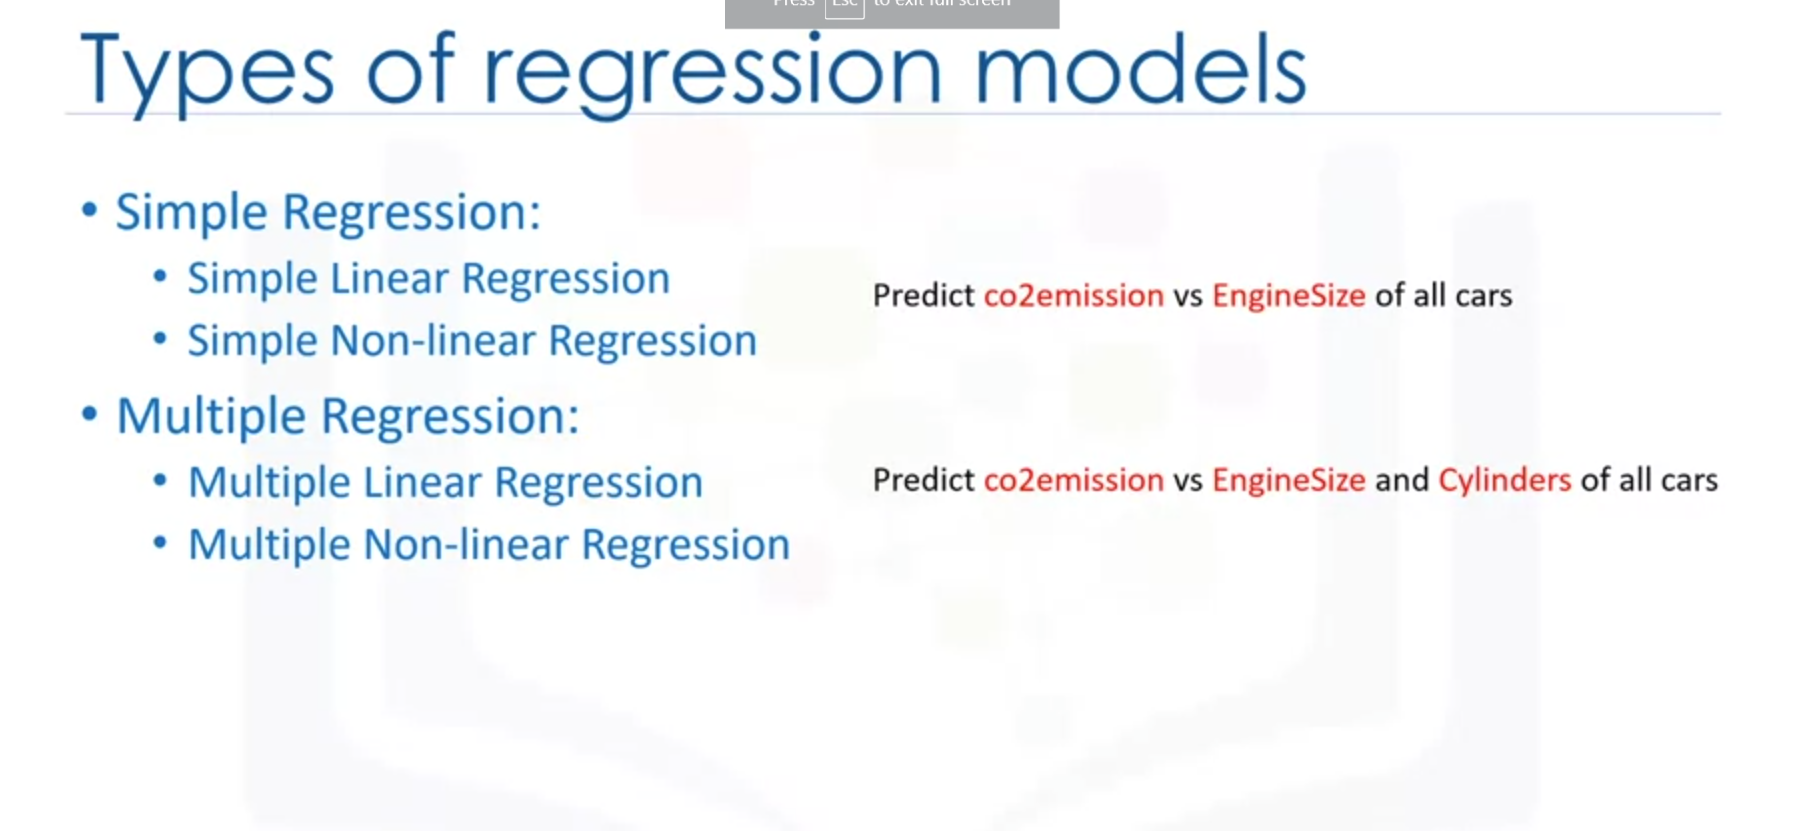 Press Esc to exit full screen
Types of regression models
• Simple Regression:
• Simple Linear Regression
Predict co2emission vs EngineSize of all cars
• Simple Non-linear Regression
• Multiple Regression:
• Multiple Linear Regression
Predict co2emission vs EngineSize and Cylinders of all cars
• Multiple Non-linear Regression